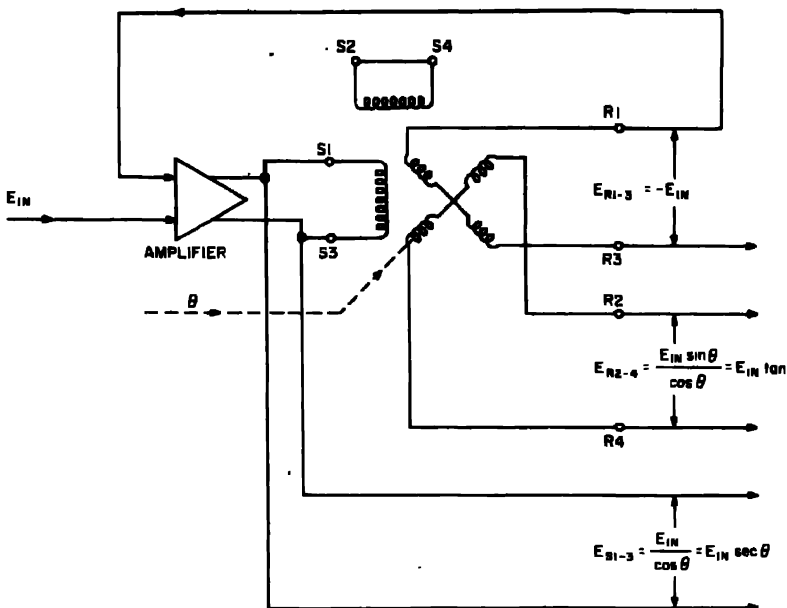 S2 S4
R1
S1
E_IN
E_R1-3 = -E_IN
AMPLIFIER
S3
R3
θ
R2
E_R2-4 = E_IN sin θ / cos θ = E_IN tan
R4
E_S1-3 = E_IN / cos θ = E_IN sec θ